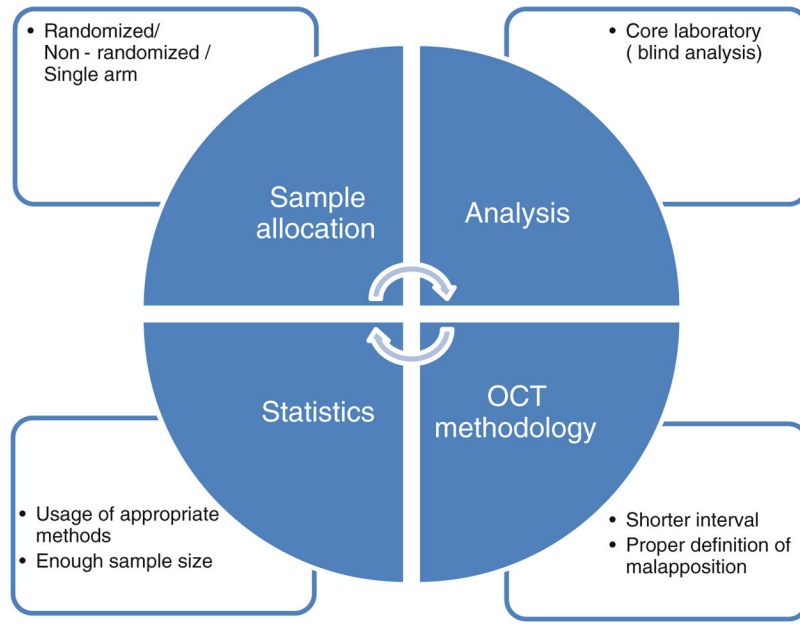 • Randomized/
Non - randomized /
Single arm
• Core laboratory
( blind analysis)
Sample
allocation
Analysis
Statistics
OCT
methodology
• Usage of appropriate
methods
• Enough sample size
• Shorter interval
• Proper definition of
malapposition